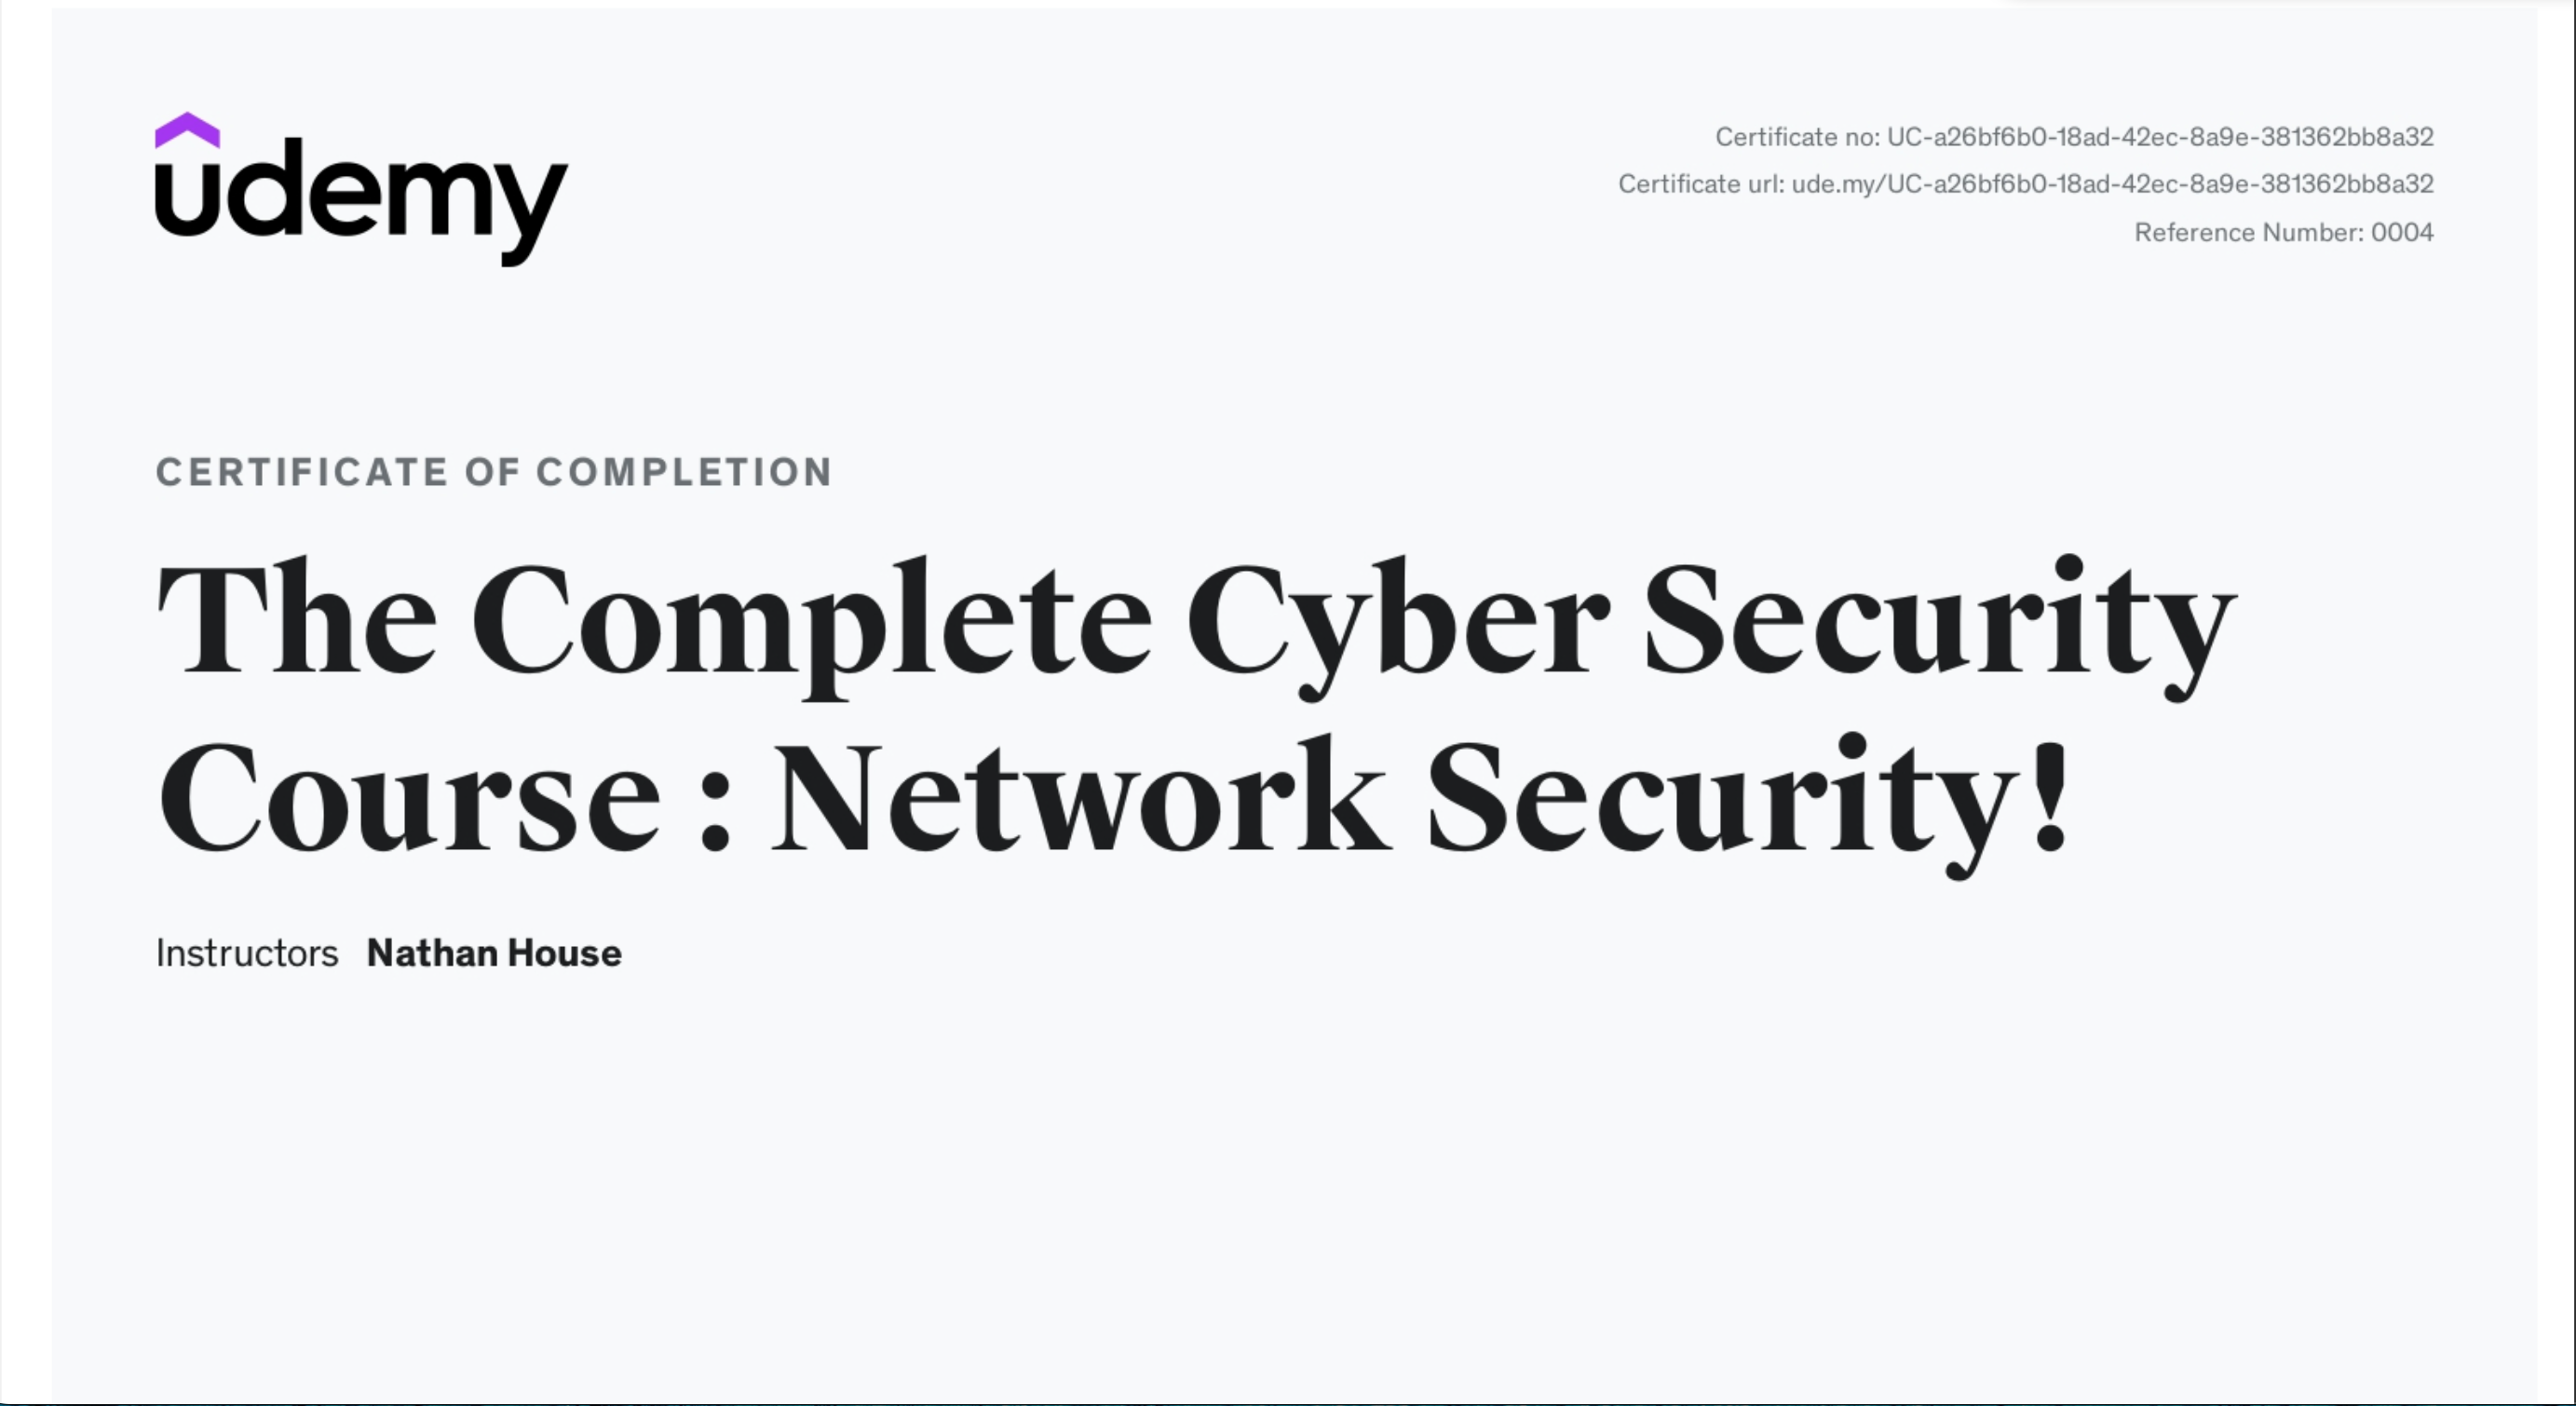 udemy
Certificate no: UC-a26bf6b0-18ad-42ec-8a9e-381362bb8a32
Certificate url: ude.my/UC-a26bf6b0-18ad-42ec-8a9e-381362bb8a32
Reference Number: 0004
CERTIFICATE OF COMPLETION
The Complete Cyber Security
Course : Network Security!
Instructors Nathan House